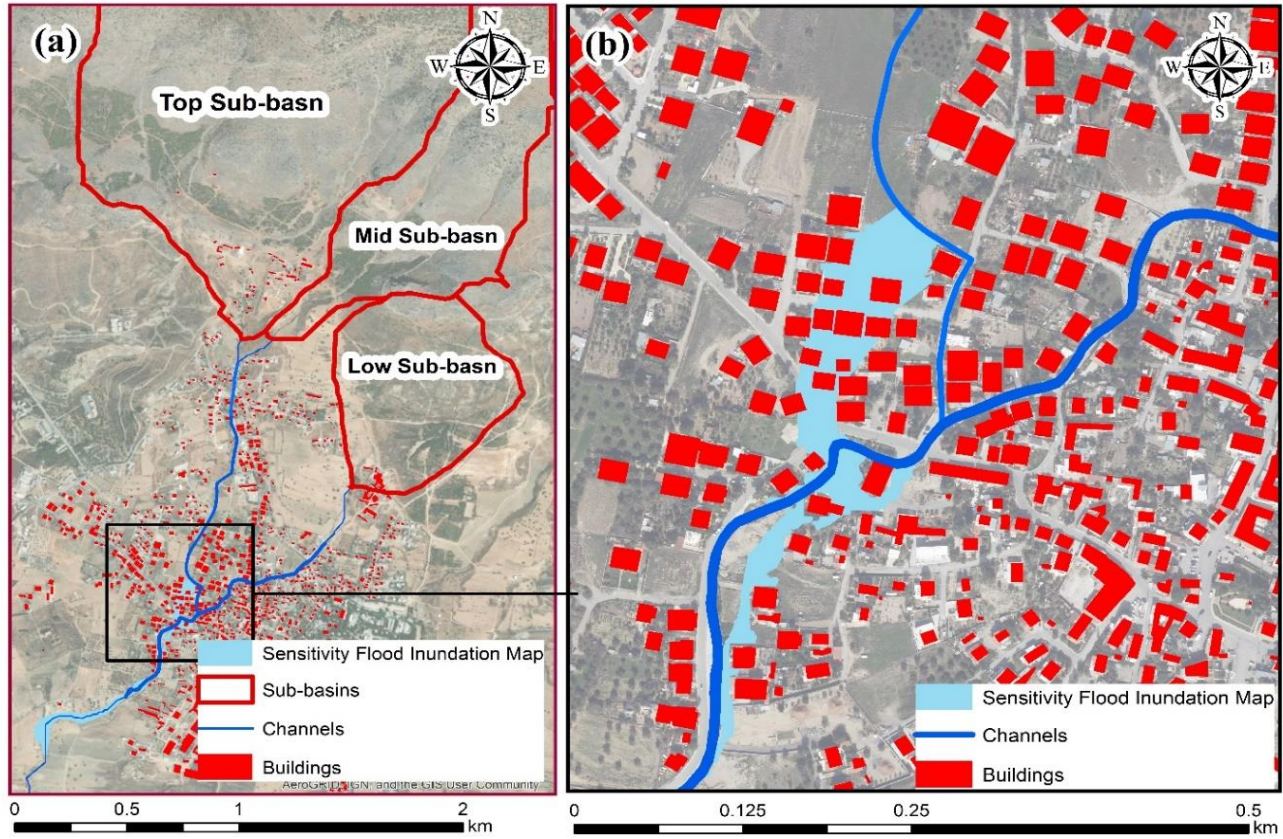 (a)
N
W E
S
Top Sub-basn
Mid Sub-basn
Low Sub-basn
Sensitivity Flood Inundation Map
Sub-basins
Channels
Buildings
AeroGRID, IGN, and the GIS User Community
0 0.5 1 2
km
(b)
N
W E
S
Sensitivity Flood Inundation Map
Channels
Buildings
0 0.125 0.25 0.5
km